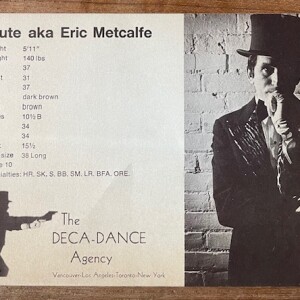 ute aka Eric Metcalfe
ght 5'11"
ght 140 lbs
37
t 31
37
dark brown
brown
s 10½ B
34
34
t 15½
size 38 Long
-10
cialties: HR, SK, S. BB, SM, LR. BFA. ORE.
The
DECA-DANCE
Agency
Vancouver-Los Angeles-Toronto-New York